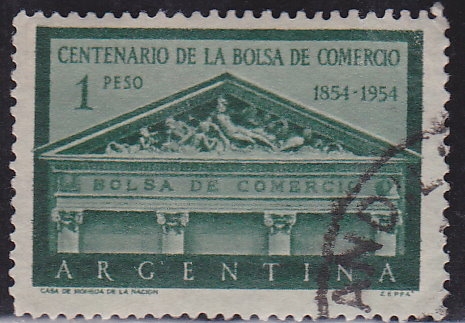 CENTENARIO DE LA BOLSA DE COMERCIO
1 PESO
1854-1954
BOLSA DE COMERCIO
ARGENTINA
CASA DE MONEDA DE LA NACION
ZEPPA